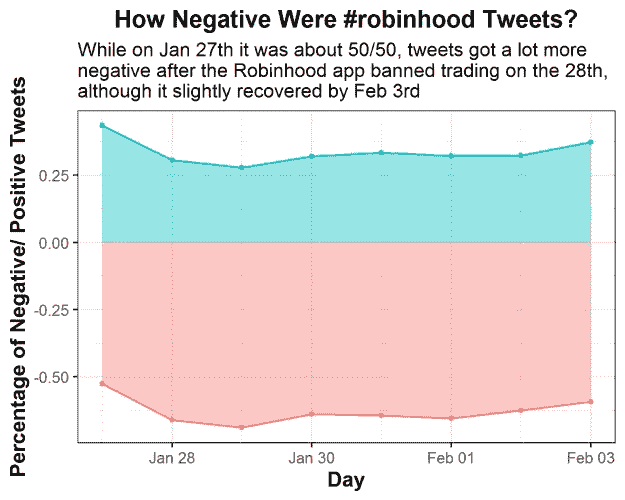 How Negative Were #robinhood Tweets?
While on Jan 27th it was about 50/50, tweets got a lot more
negative after the Robinhood app banned trading on the 28th,
although it slightly recovered by Feb 3rd
Percentage of Negative/ Positive Tweets
0.25
0.00
-0.25
-0.50
Jan 28 Jan 30 Feb 01 Feb 03
Day